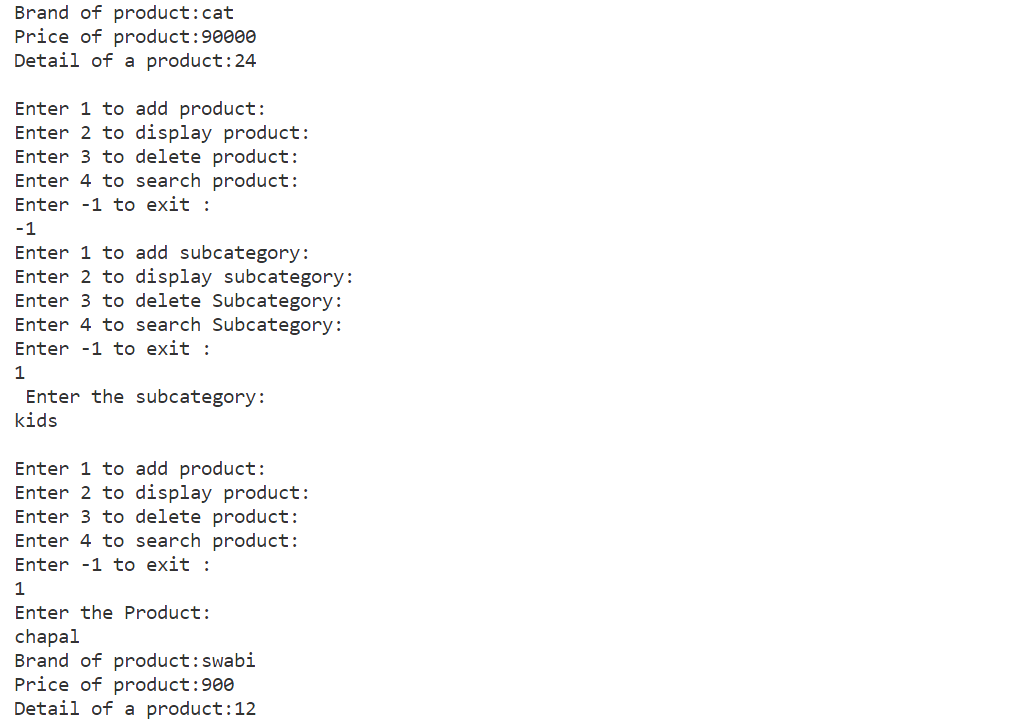 Brand of product:cat
Price of product:90000
Detail of a product:24
Enter 1 to add product:
Enter 2 to display product:
Enter 3 to delete product:
Enter 4 to search product:
Enter -1 to exit :
-1
Enter 1 to add subcategory:
Enter 2 to display subcategory:
Enter 3 to delete Subcategory:
Enter 4 to search Subcategory:
Enter -1 to exit :
1
Enter the subcategory:
kids
Enter 1 to add product:
Enter 2 to display product:
Enter 3 to delete product:
Enter 4 to search product:
Enter -1 to exit :
1
Enter the Product:
chapal
Brand of product:swabi
Price of product:900
Detail of a product:12